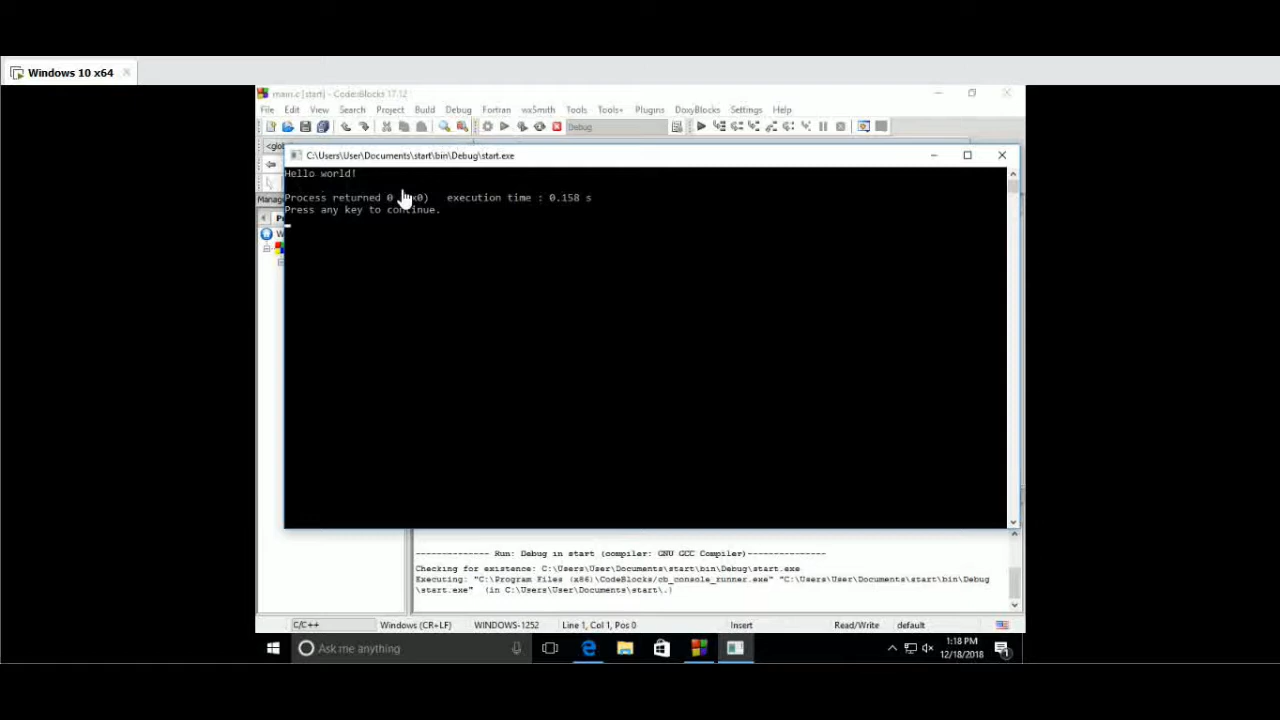 Windows 10 x64
main.c [start] - Code::Blocks 17.12
File Edit View Search Project Build Debug Fortran wxSmith Tools Tools+ Plugins DoxyBlocks Settings Help
Debug
<glob
C:\Users\User\Documents\start\bin\Debug\start.exe
Hello world!
Manag
Process returned 0 execution time : 0.158 s
Press any key to continue.
-------------- Run: Debug in start (compiler: GNU GCC Compiler)---------------
Checking for existence: C:\Users\User\Documents\start\bin\Debug\start.exe
Executing: "C:\Program Files (x86)\CodeBlocks/cb_console_runner.exe" "C:\Users\User\Documents\start\bin\Debug
\start.exe" (in C:\Users\User\Documents\start\.)
C/C++ Windows (CR+LF) WINDOWS-1252 Line 1, Col 1, Pos 0 Insert Read/Write default
Ask me anything
1:18 PM
12/18/2018
1